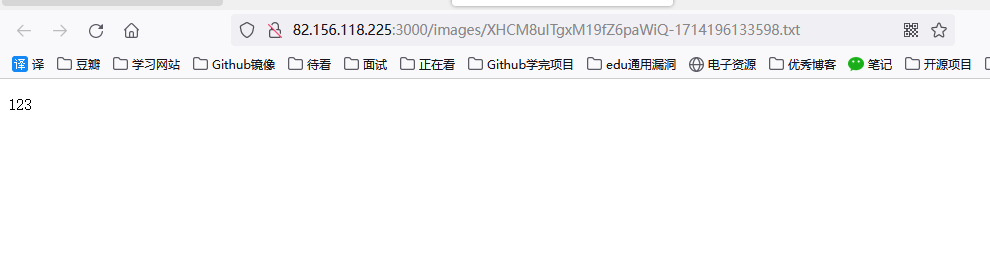 82.156.118.225:3000/images/XHCM8uITgxM19fZ6paWiQ-1714196133598.txt
译 译 豆瓣 学习网站 Github镜像 待看 面试 正在看 Github学完项目 edu通用漏洞 电子资源 优秀博客 笔记 开源项目
123